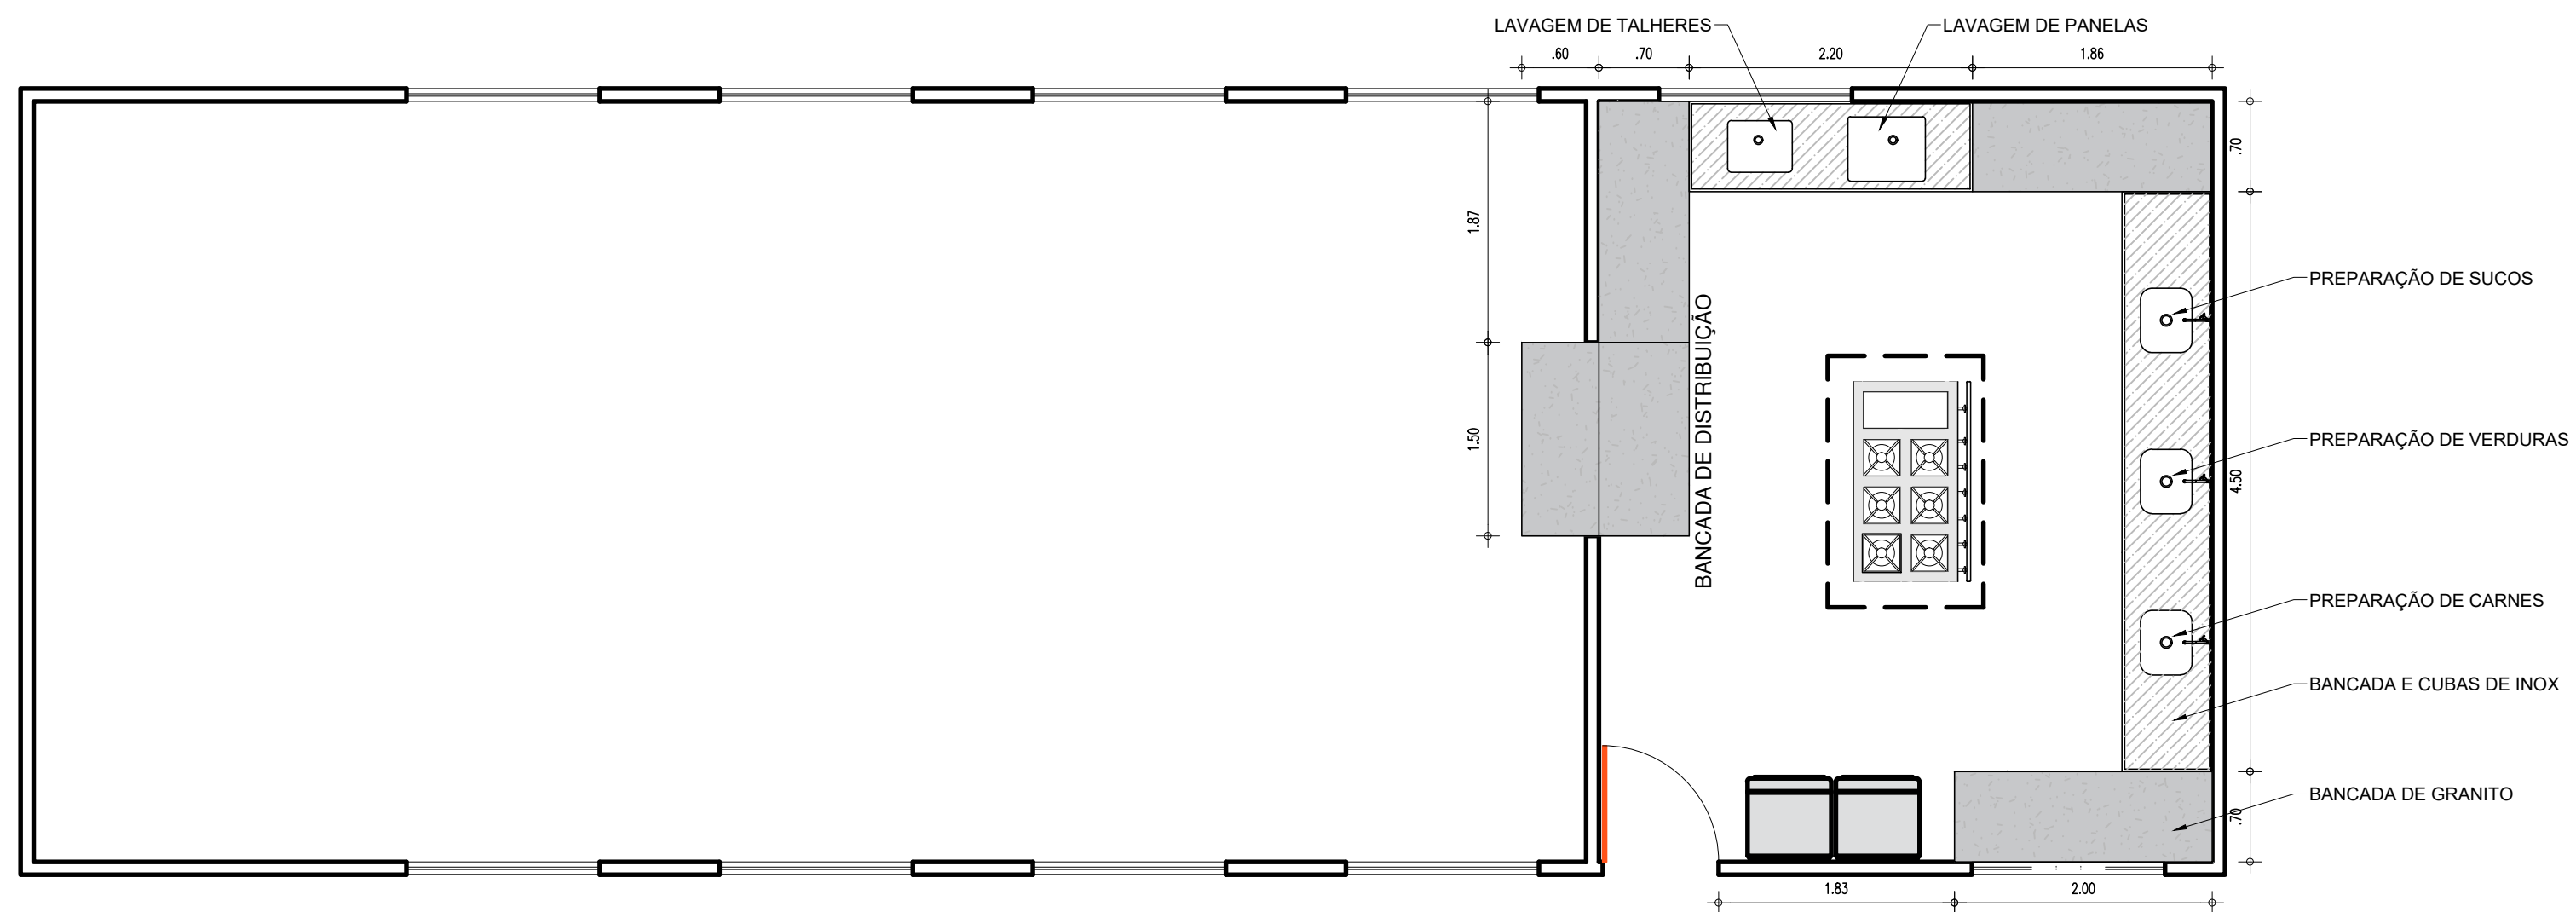 LAVAGEM DE TALHERES
LAVAGEM DE PANELAS
.60
.70
2.20
1.86
.70
1.87
PREPARAÇÃO DE SUCOS
BANCADA DE DISTRIBUIÇÃO
1.50
PREPARAÇÃO DE VERDURAS
4.50
PREPARAÇÃO DE CARNES
BANCADA E CUBAS DE INOX
BANCADA DE GRANITO
.70
1.83
2.00